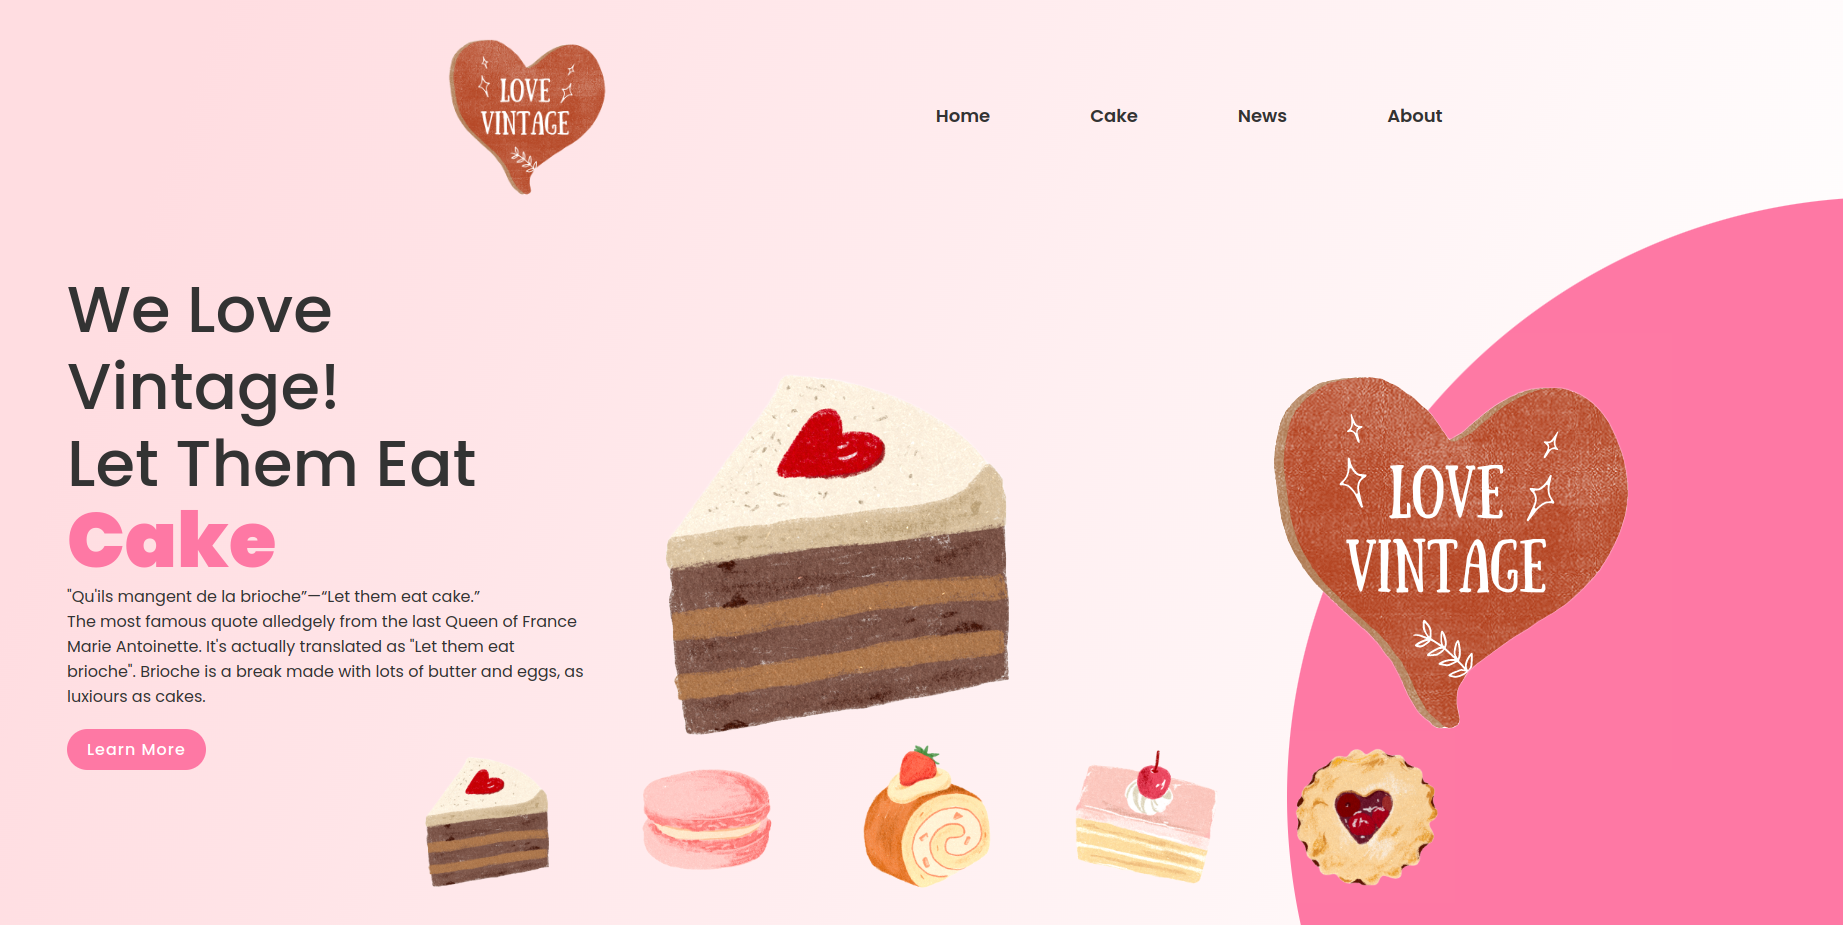 LOVE
VINTAGE
Home Cake News About
We Love
Vintage!
Let Them Eat
Cake
"Qu'ils mangent de la brioche”—“Let them eat cake.”
The most famous quote alledgely from the last Queen of France
Marie Antoinette. It's actually translated as "Let them eat
brioche". Brioche is a break made with lots of butter and eggs, as
luxiours as cakes.
Learn More
LOVE
VINTAGE